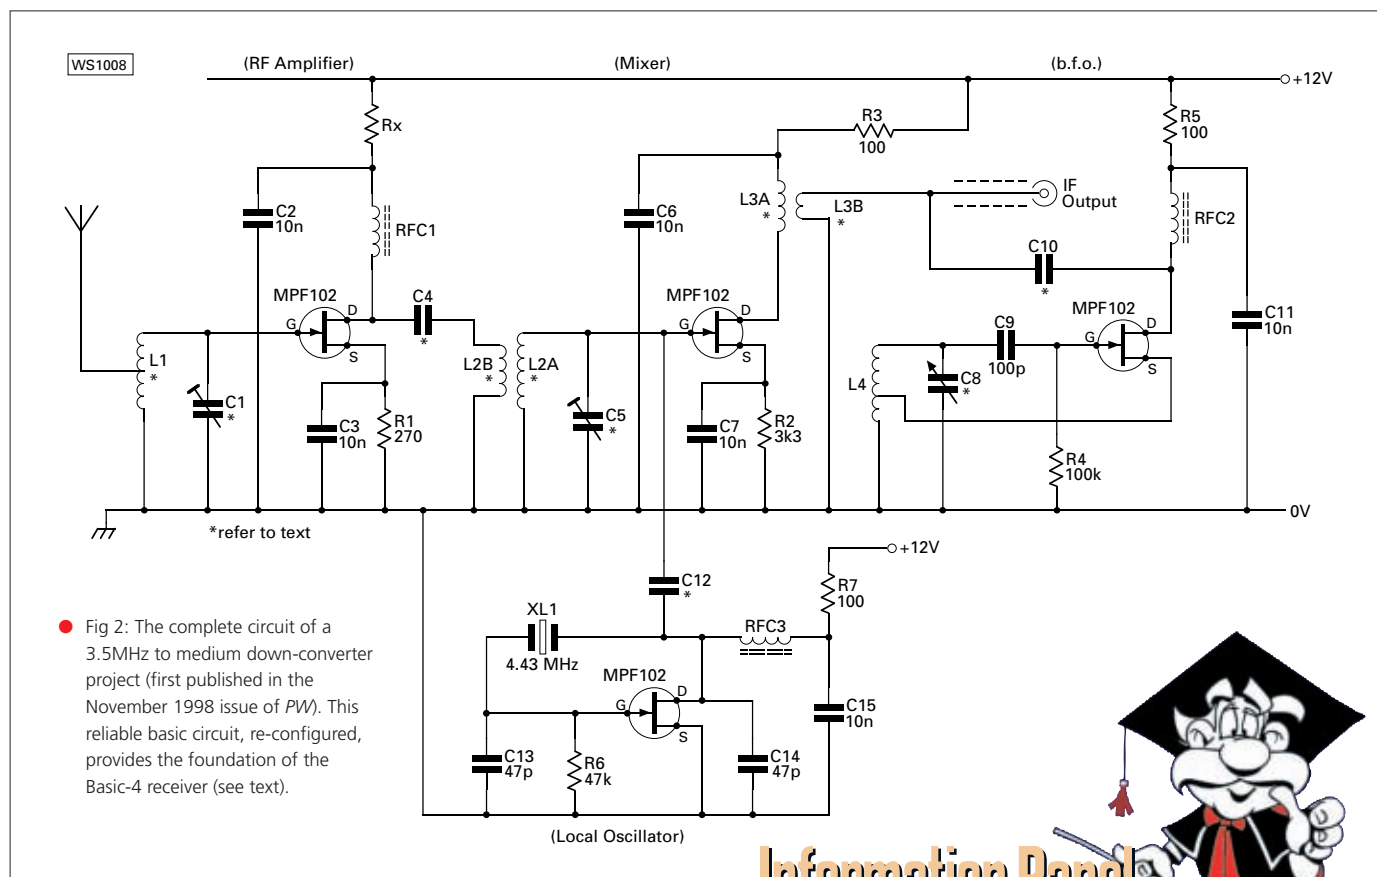 WS1008
(RF Amplifier)
(Mixer)
(b.f.o.)
+12V
Rx
R3
100
R5
100
C2
10n
RFC1
C6
10n
L3A
*
L3B
*
IF
Output
RFC2
C10
*
MPF102
D
G
S
C4
*
MPF102
D
G
S
C9
100p
MPF102
D
G
S
C11
10n
L1
*
C1
*
C3
10n
R1
270
L2B
*
L2A
*
C5
*
C7
10n
R2
3k3
L4
C8
*
R4
100k
*refer to text
0V
+12V
C12
*
R7
100
XL1
4.43 MHz
RFC3
MPF102
D
G
S
C15
10n
C13
47p
R6
47k
C14
47p
(Local Oscillator)
Fig 2: The complete circuit of a
3.5MHz to medium down-converter
project (first published in the
November 1998 issue of PW). This
reliable basic circuit, re-configured,
provides the foundation of the
Basic-4 receiver (see text).
Information Panel